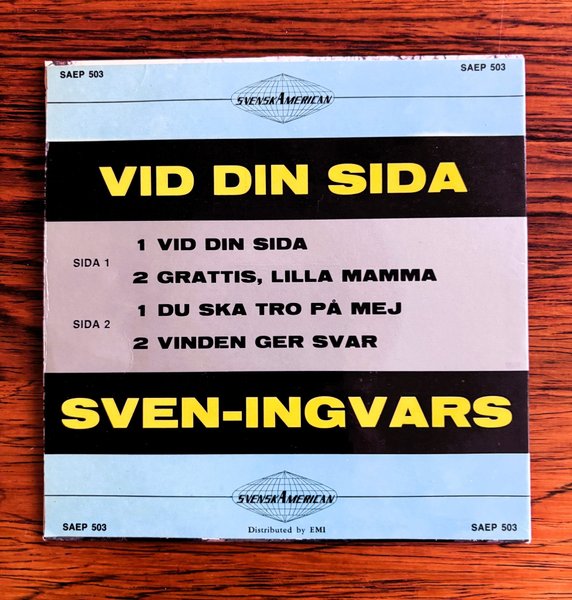 SAEP 503
SAEP 503
SVENSKAMERICAN
VID DIN SIDA
SIDA 1
1 VID DIN SIDA
2 GRATTIS, LILLA MAMMA
SIDA 2
1 DU SKA TRO PÅ MEJ
2 VINDEN GER SVAR
SVEN-INGVARS
SVENSKAMERICAN
Distributed by EMI
SAEP 503
SAEP 503